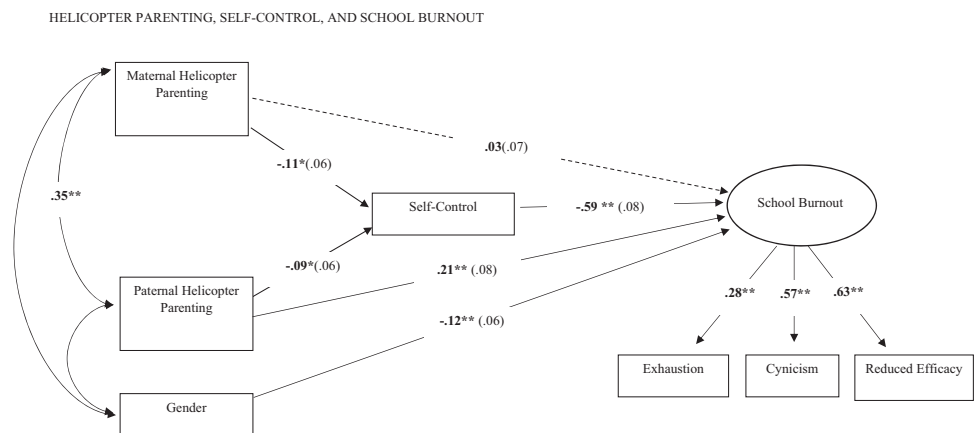 HELICOPTER PARENTING, SELF-CONTROL, AND SCHOOL BURNOUT
Maternal Helicopter
Parenting
.03(.07)
-.11*(.06)
.35**
Self-Control
-.59 ** (.08)
School Burnout
-.09*(.06)
.21** (.08)
Paternal Helicopter
Parenting
.28**
.57**
.63**
-.12** (.06)
Exhaustion
Cynicism
Reduced Efficacy
Gender